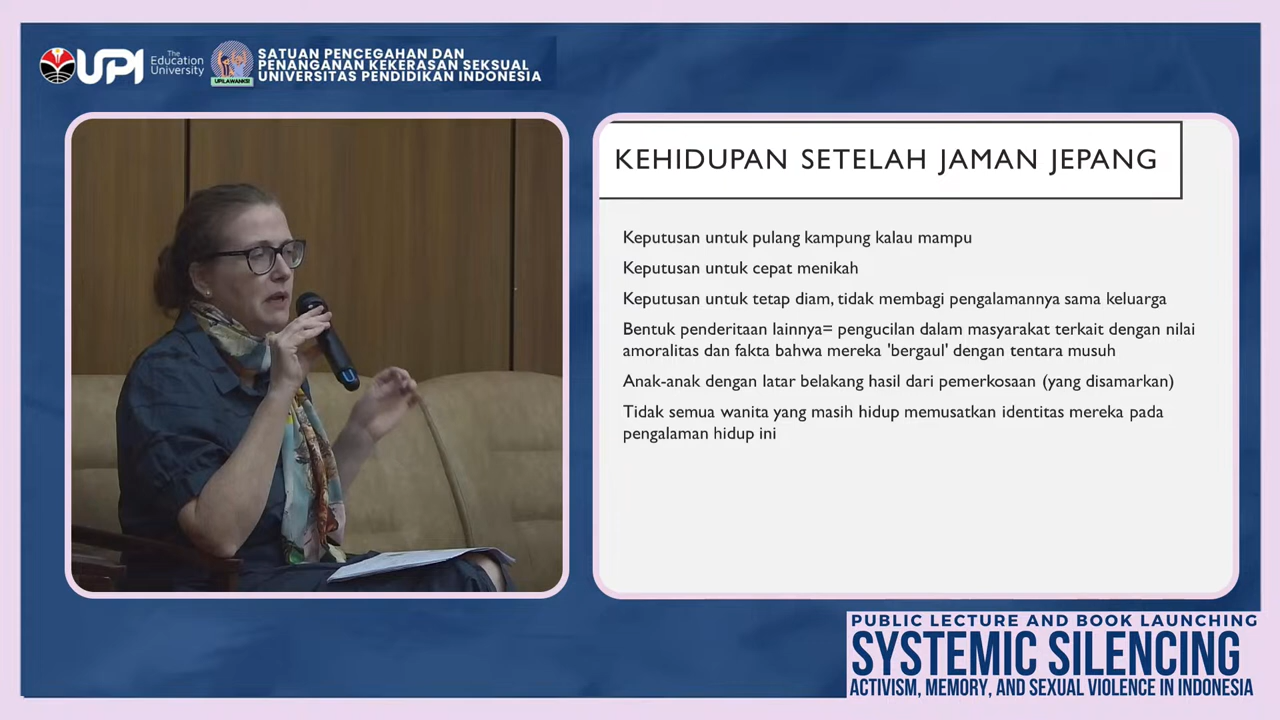 UPI
The
Education
University
UPILAWANKS!
SATUAN PENCEGAHAN DAN
PENANGANAN KEKERASAN SEKSUAL
UNIVERSITAS PENDIDIKAN INDONESIA
KEHIDUPAN SETELAH JAMAN JEPANG
Keputusan untuk pulang kampung kalau mampu
Keputusan untuk cepat menikah
Keputusan untuk tetap diam, tidak membagi pengalamannya sama keluarga
Bentuk penderitaan lainnya= pengucilan dalam masyarakat terkait dengan nilai
amoralitas dan fakta bahwa mereka 'bergaul' dengan tentara musuh
Anak-anak dengan latar belakang hasil dari pemerkosaan (yang disamarkan)
Tidak semua wanita yang masih hidup memusatkan identitas mereka pada
pengalaman hidup ini
PUBLIC LECTURE AND BOOK LAUNCHING
SYSTEMIC SILENCING
ACTIVISM, MEMORY, AND SEXUAL VIOLENCE IN INDONESIA